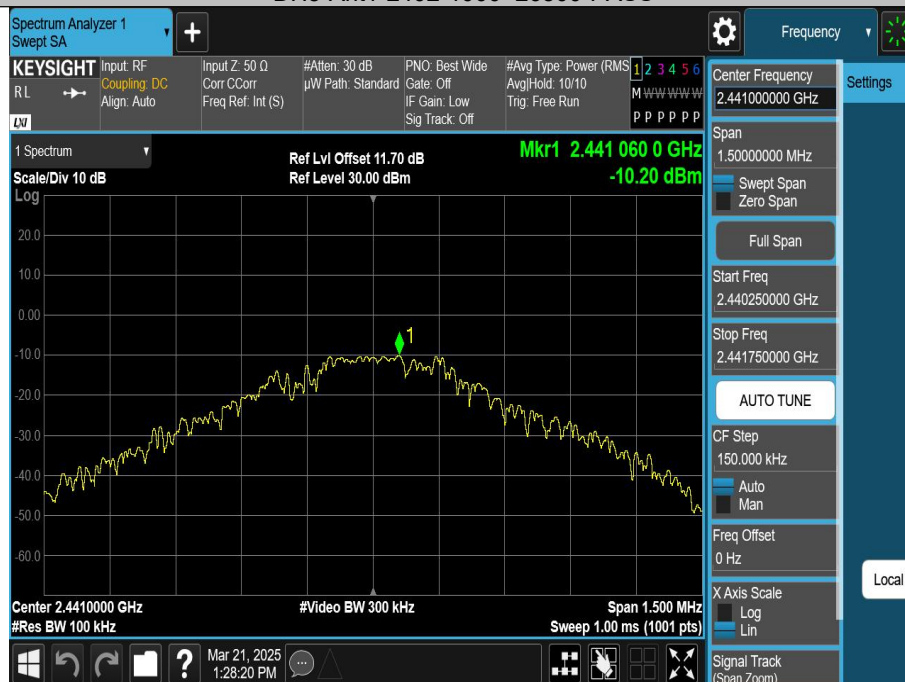 Spectrum Analyzer 1
Swept SA
+
Frequency
KEYSIGHT
RL
LXI
Input: RF
Coupling: DC
Align: Auto
Input Z: 50 Ω
Corr CCorr
Freq Ref: Int (S)
#Atten: 30 dB
µW Path: Standard
PNO: Best Wide
Gate: Off
IF Gain: Low
Sig Track: Off
#Avg Type: Power (RMS
Avg|Hold: 10/10
Trig: Free Run
1 2 3 4 5 6
M W W W W W
P P P P P P
1 Spectrum
Scale/Div 10 dB
Log
Ref Lvl Offset 11.70 dB
Ref Level 30.00 dBm
Mkr1 2.441 060 0 GHz
-10.20 dBm
20.0
10.0
0.00
-10.0
-20.0
-30.0
-40.0
-50.0
-60.0
1
Center 2.4410000 GHz
#Res BW 100 kHz
#Video BW 300 kHz
Span 1.500 MHz
Sweep 1.00 ms (1001 pts)
Mar 21, 2025
1:28:20 PM
?
Center Frequency
2.441000000 GHz
Settings
Span
1.50000000 MHz
Swept Span
Zero Span
Full Span
Start Freq
2.440250000 GHz
Stop Freq
2.441750000 GHz
AUTO TUNE
CF Step
150.000 kHz
Auto
Man
Freq Offset
0 Hz
Local
X Axis Scale
Log
Lin
Signal Track
(Span Zoom)